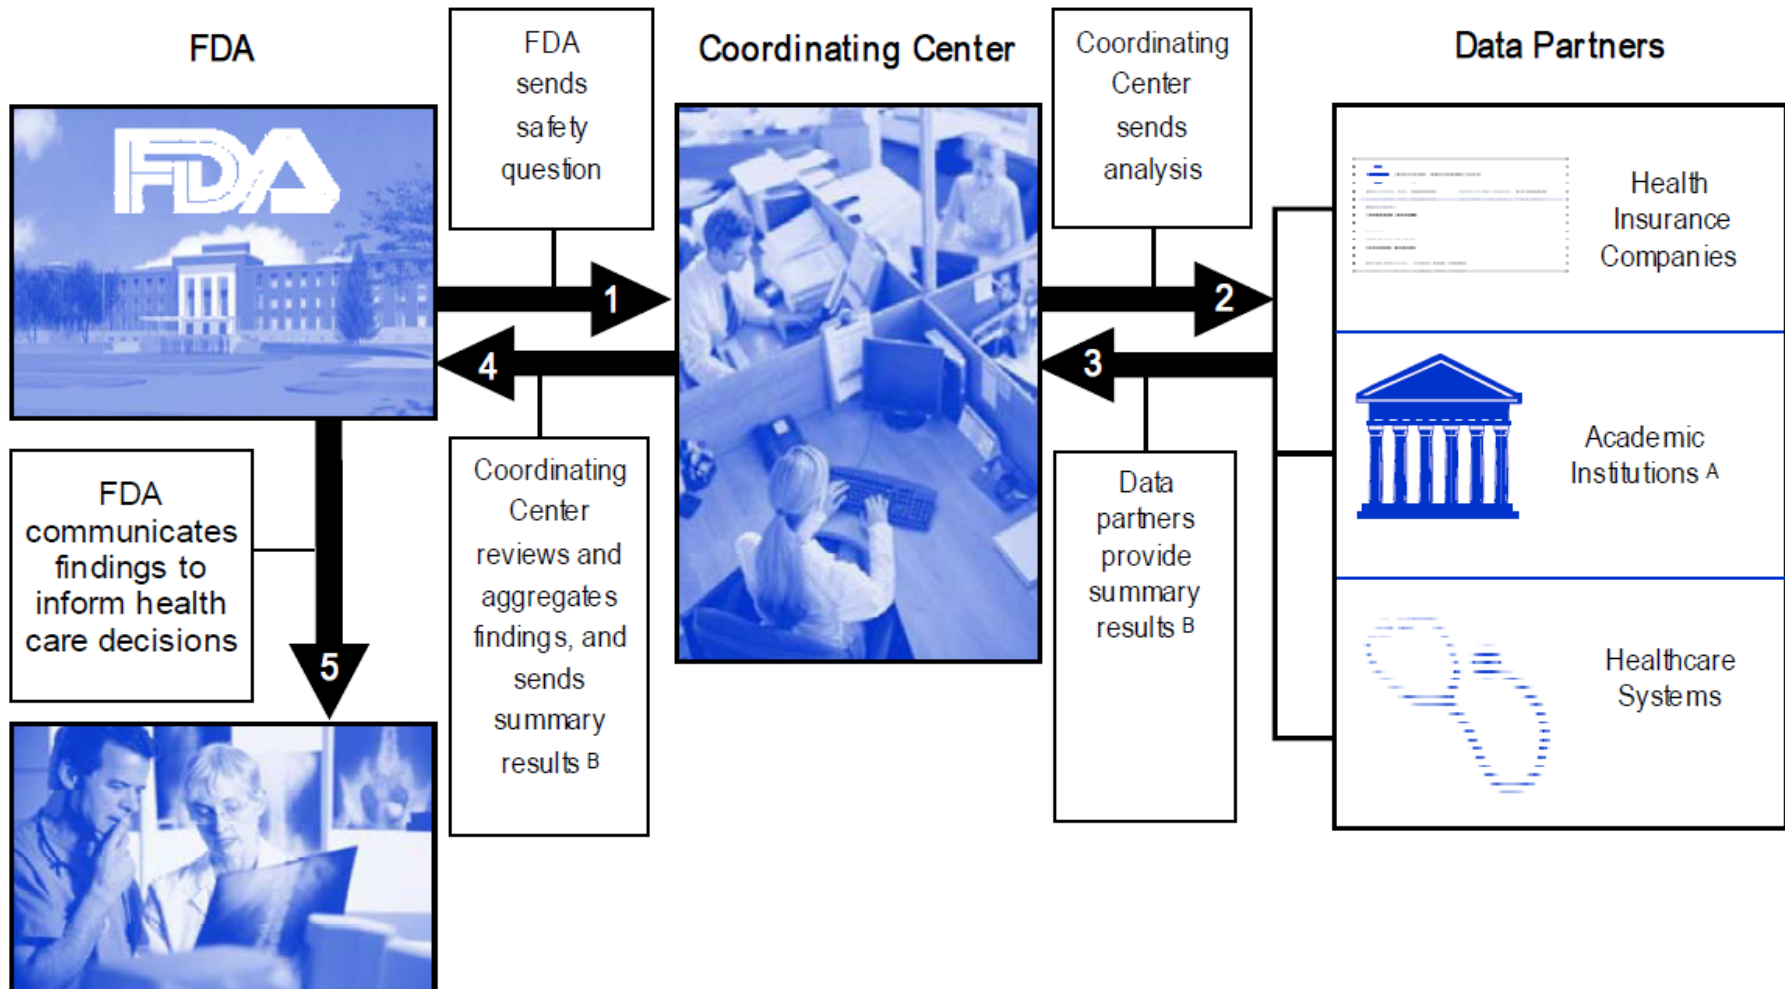 FDA
FDA
sends
safety
question
Coordinating Center
Coordinating
Center
sends
analysis
Data Partners
FDA
Health
Insurance
Companies
1
2
4
3
Academic
Institutions A
FDA
communicates
findings to
inform health
care decisions
5
Coordinating
Center
reviews and
aggregates
findings, and
sends
summary
results B
Data
partners
provide
summary
results B
Healthcare
Systems